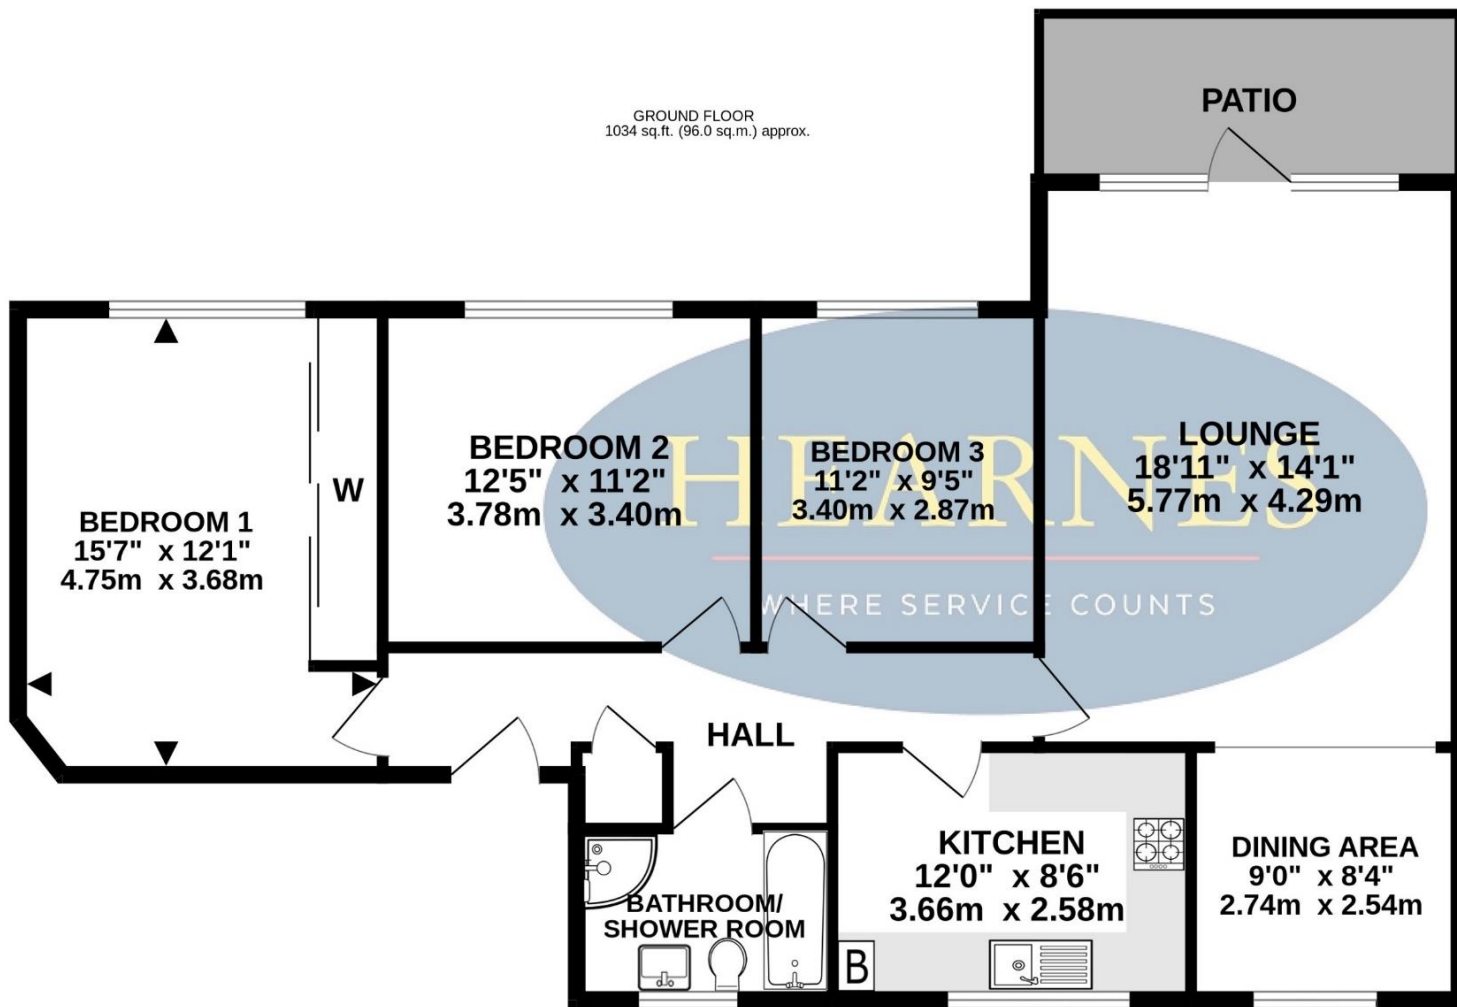 PATIO
GROUND FLOOR
1034 sq.ft. (96.0 sq.m.) approx.
BEDROOM 1
15'7" x 12'1"
4.75m x 3.68m
W
BEDROOM 2
12'5" x 11'2"
3.78m x 3.40m
BEDROOM 3
11'2" x 9'5"
3.40m x 2.87m
LOUNGE
18'11" x 14'1"
5.77m x 4.29m
HEARNES
WHERE SERVICE COUNTS
HALL
BATHROOM/
SHOWER ROOM
KITCHEN
12'0" x 8'6"
3.66m x 2.58m
B
DINING AREA
9'0" x 8'4"
2.74m x 2.54m